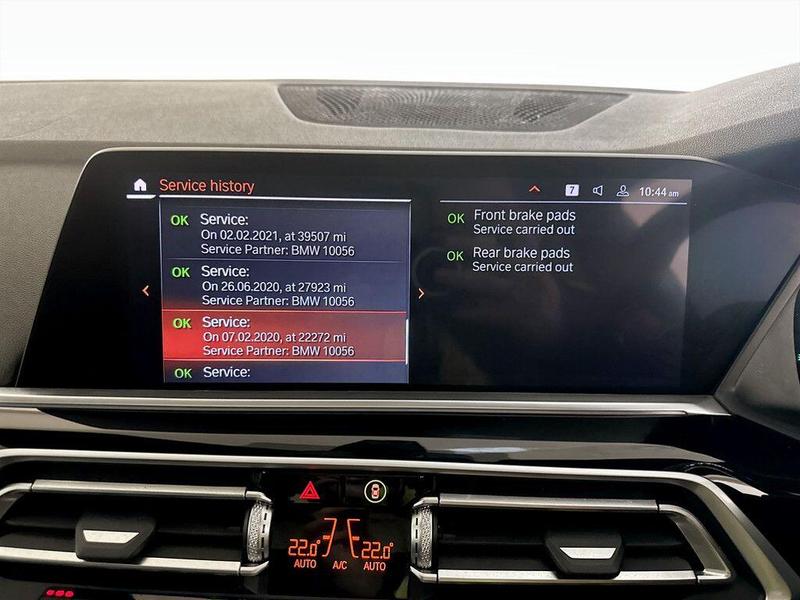 Service history
7
10:44 am
OK Service:
On 02.02.2021, at 39507 mi
Service Partner: BMW 10056
OK Service:
On 26.06.2020, at 27923 mi
Service Partner: BMW 10056
OK Service:
On 07.02.2020, at 22272 mi
Service Partner: BMW 10056
OK Service:
OK Front brake pads
Service carried out
OK Rear brake pads
Service carried out
22.0° 22.0°
AUTO A/C AUTO